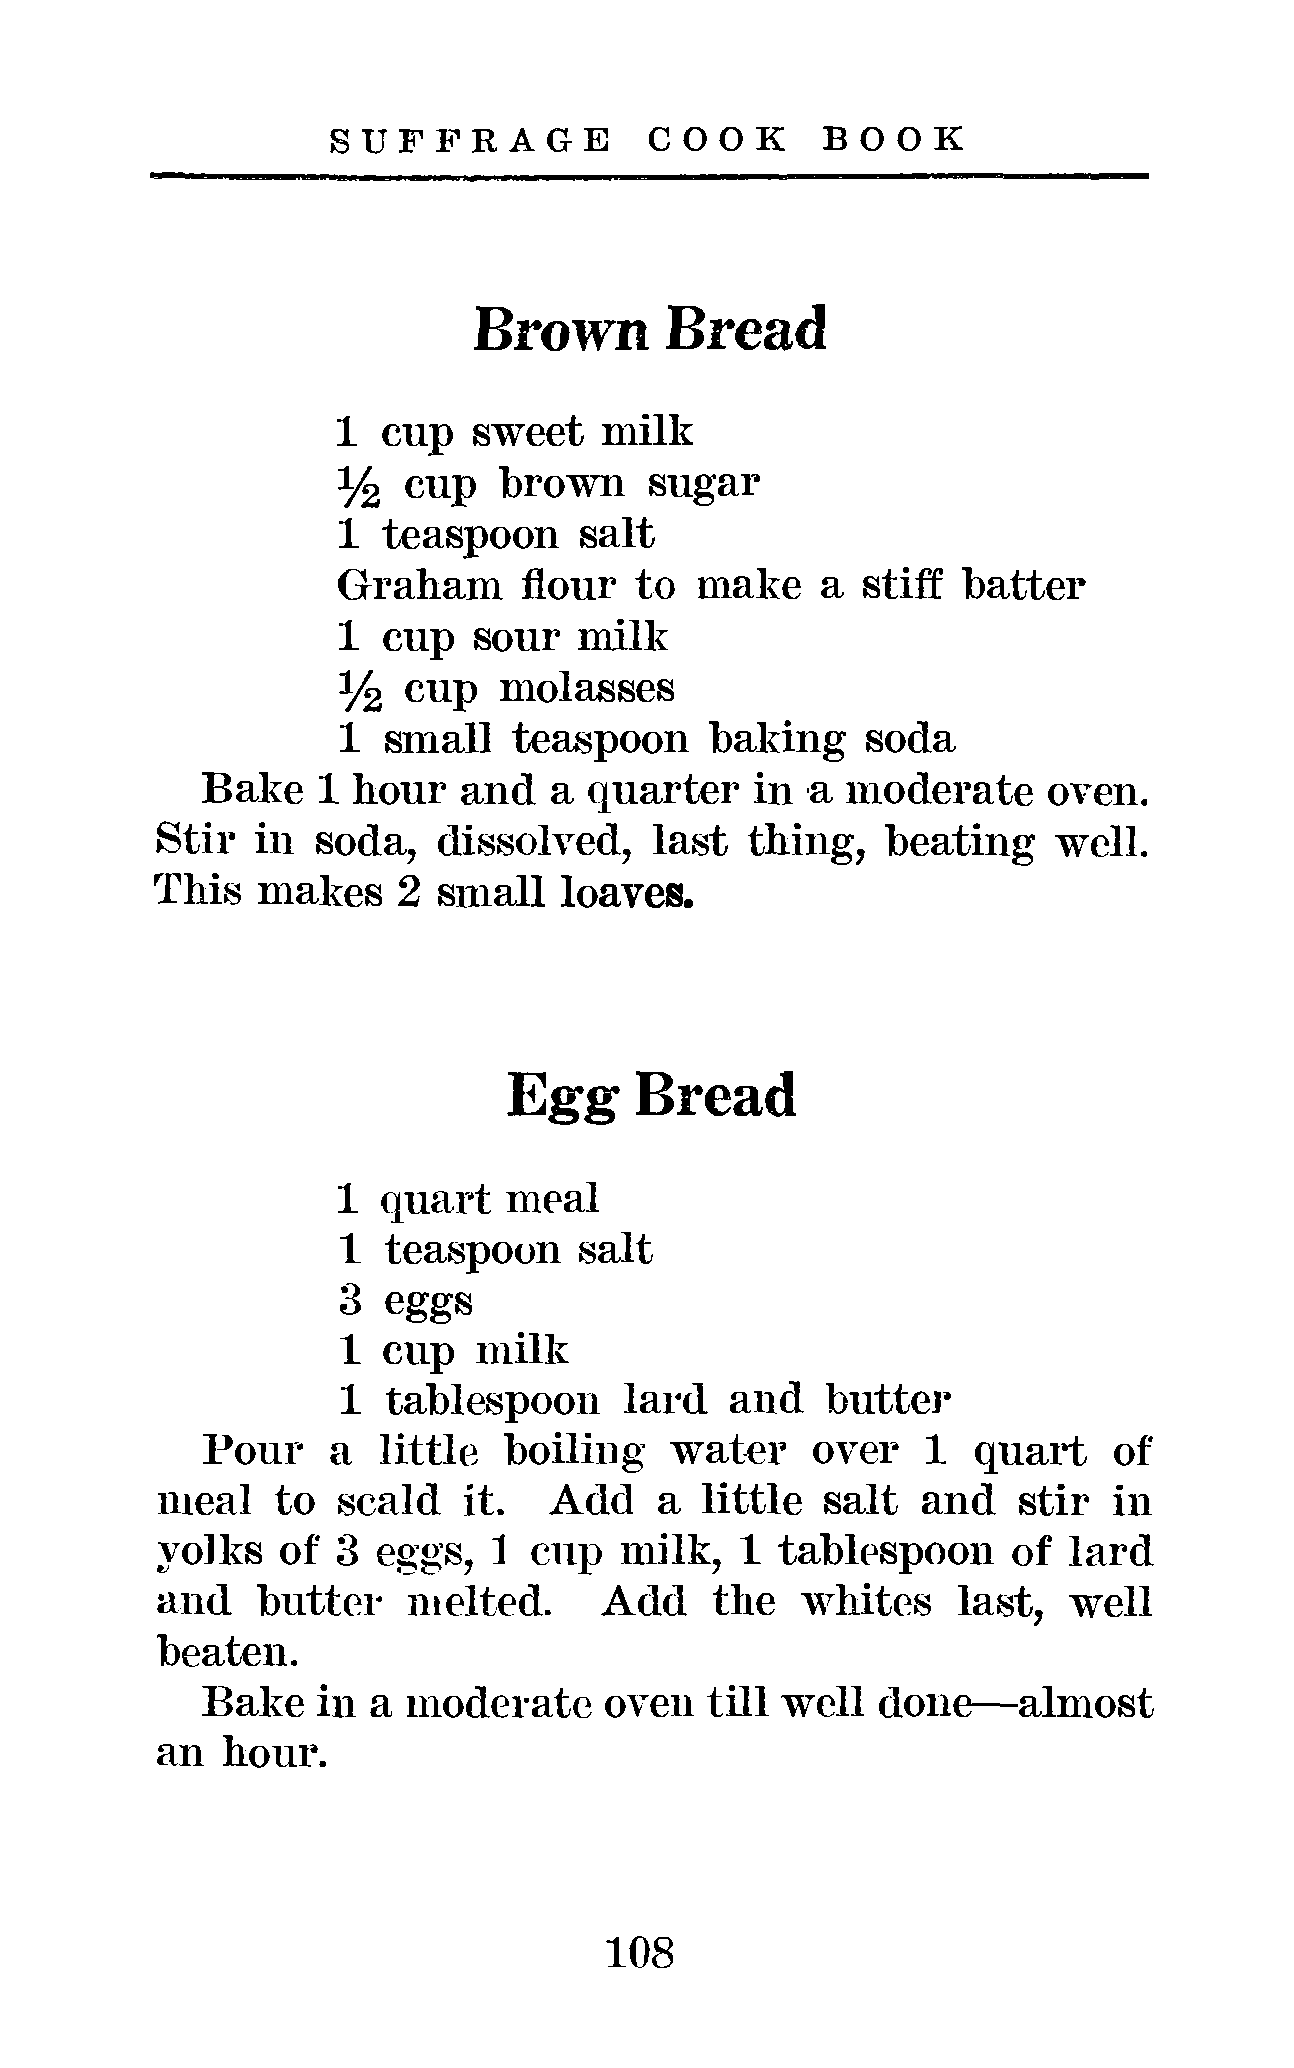 SUFFRAGE COOK BOOK
Brown Bread
1 cup sweet milk
½ cup brown sugar
1 teaspoon salt
Graham flour to make a stiff batter
1 cup sour milk
½ cup molasses
1 small teaspoon baking soda
Bake 1 hour and a quarter in a moderate oven.
Stir in soda, dissolved, last thing, beating well.
This makes 2 small loaves.
Egg Bread
1 quart meal
1 teaspoon salt
3 eggs
1 cup milk
1 tablespoon lard and butter
Pour a little boiling water over 1 quart of
meal to scald it. Add a little salt and stir in
yolks of 3 eggs, 1 cup milk, 1 tablespoon of lard
and butter melted. Add the whites last, well
beaten.
Bake in a moderate oven till well done—almost
an hour.
108